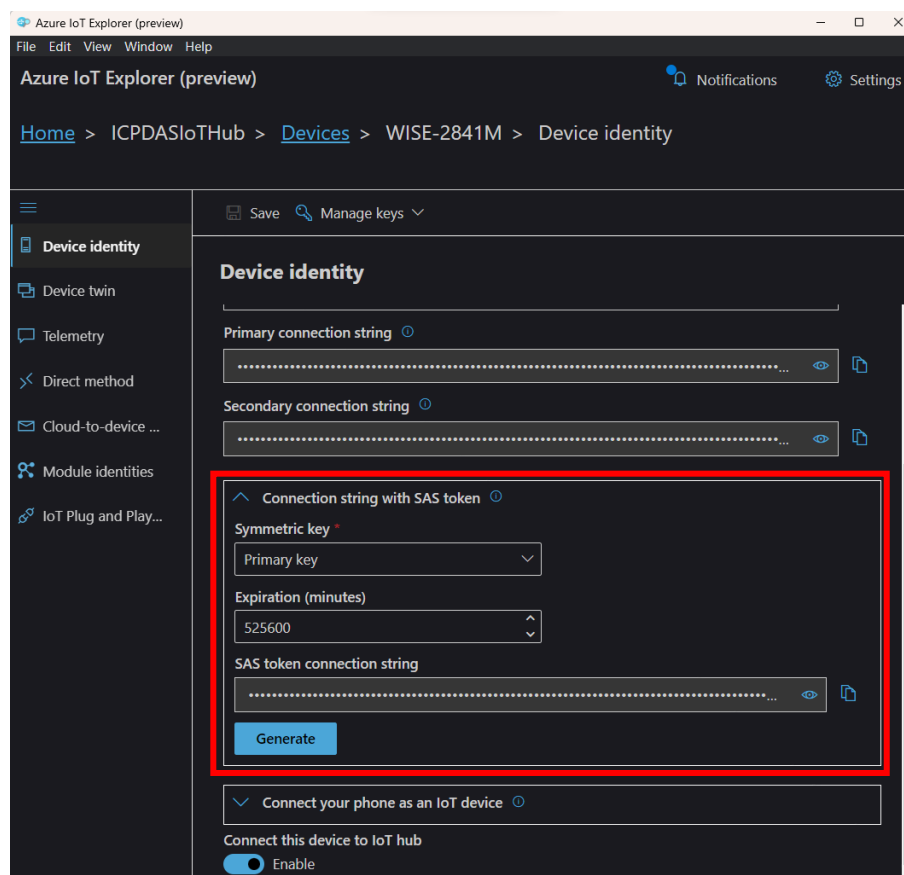 Azure IoT Explorer (preview)
File Edit View Window Help
Azure IoT Explorer (preview)
Notifications
Settings
Home > ICPDASIoTHub > Devices > WISE-2841M > Device identity
Save
Manage keys
Device identity
Device twin
Telemetry
Direct method
Cloud-to-device ...
Module identities
IoT Plug and Play...
Device identity
Primary connection string
Secondary connection string
Connection string with SAS token
Symmetric key *
Primary key
Expiration (minutes)
525600
SAS token connection string
Generate
Connect your phone as an IoT device
Connect this device to IoT hub
Enable